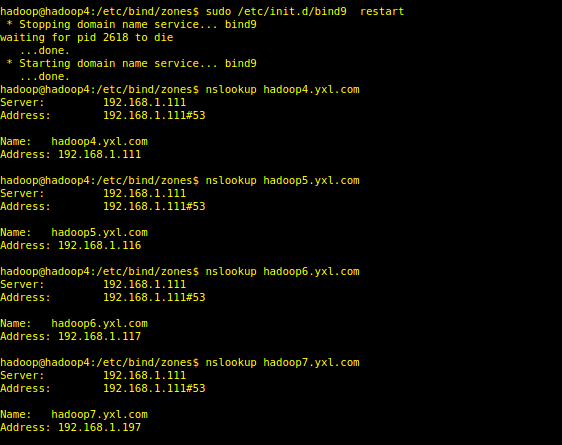 hadoop@hadoop4:/etc/bind/zones$ sudo /etc/init.d/bind9  restart
 * Stopping domain name service... bind9
waiting for pid 2618 to die
   ...done.
 * Starting domain name service... bind9
   ...done.
hadoop@hadoop4:/etc/bind/zones$ nslookup hadoop4.yxl.com
Server:         192.168.1.111
Address:        192.168.1.111#53

Name:   hadoop4.yxl.com
Address: 192.168.1.111

hadoop@hadoop4:/etc/bind/zones$ nslookup hadoop5.yxl.com
Server:         192.168.1.111
Address:        192.168.1.111#53

Name:   hadoop5.yxl.com
Address: 192.168.1.116

hadoop@hadoop4:/etc/bind/zones$ nslookup hadoop6.yxl.com
Server:         192.168.1.111
Address:        192.168.1.111#53

Name:   hadoop6.yxl.com
Address: 192.168.1.117

hadoop@hadoop4:/etc/bind/zones$ nslookup hadoop7.yxl.com
Server:         192.168.1.111
Address:        192.168.1.111#53

Name:   hadoop7.yxl.com
Address: 192.168.1.197